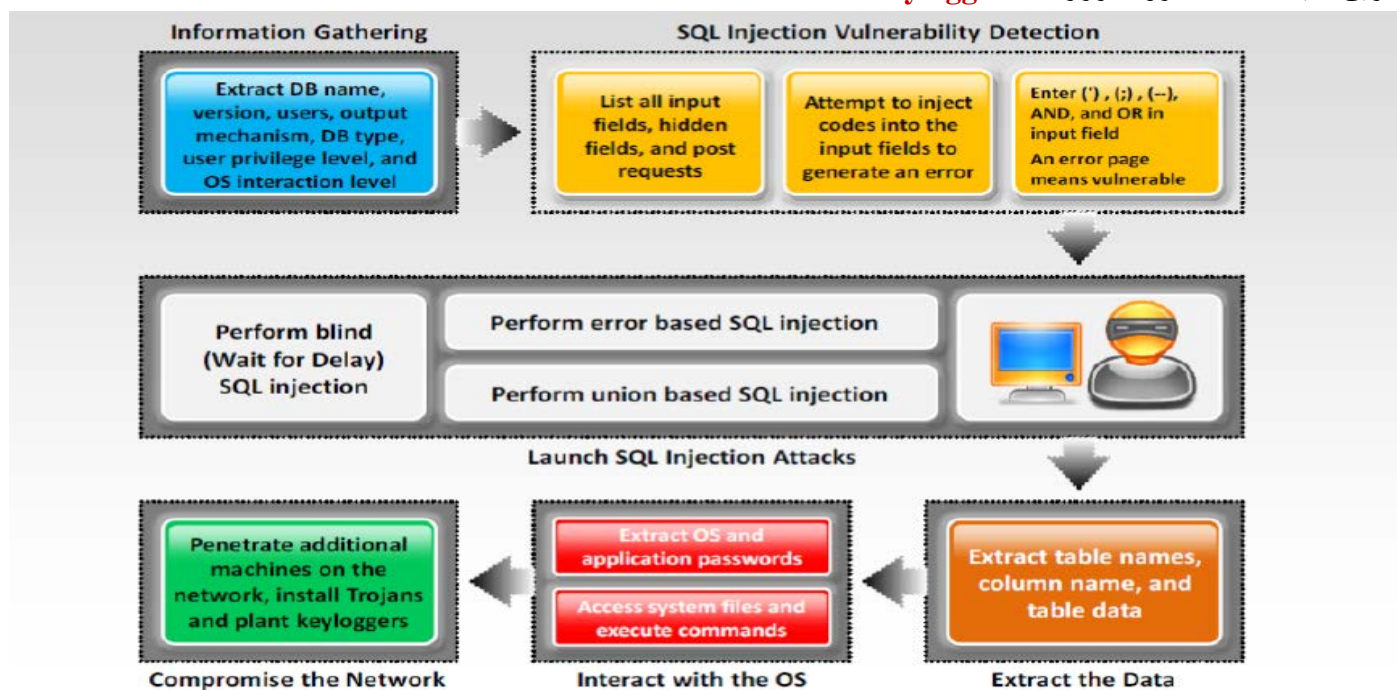 Information Gathering
SQL Injection Vulnerability Detection
Extract DB name,
version, users, output
mechanism, DB type,
user privilege level, and
OS interaction level
List all input
fields, hidden
fields, and post
requests
Attempt to inject
codes into the
input fields to
generate an error
Enter (') , (;) , (--),
AND, and OR in
input field
An error page
means vulnerable
Perform blind
(Wait for Delay)
SQL injection
Perform error based SQL injection
Perform union based SQL injection
Launch SQL Injection Attacks
Extract table names,
column name, and
table data
Extract the Data
Extract OS and
application passwords
Access system files and
execute commands
Interact with the OS
Penetrate additional
machines on the
network, install Trojans
and plant keyloggers
Compromise the Network